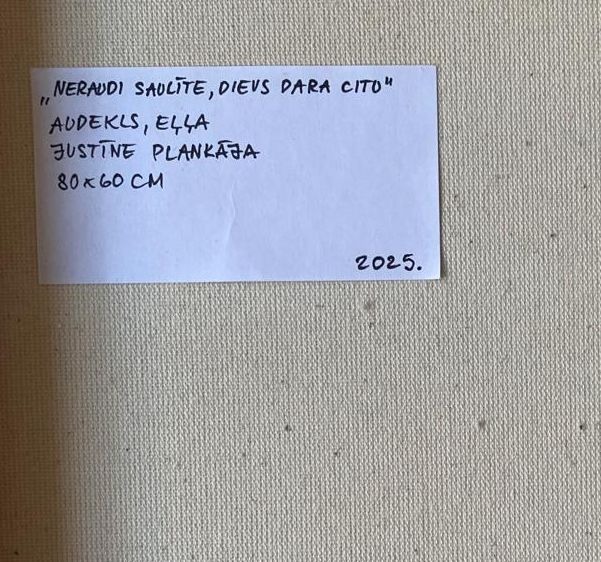 „NERAUDI SAULĪTE, DIEVS DARA CITU"
AUDEKLS, EĻĻA
JUSTĪNE PLANKĀJA
80x60 CM
2025.